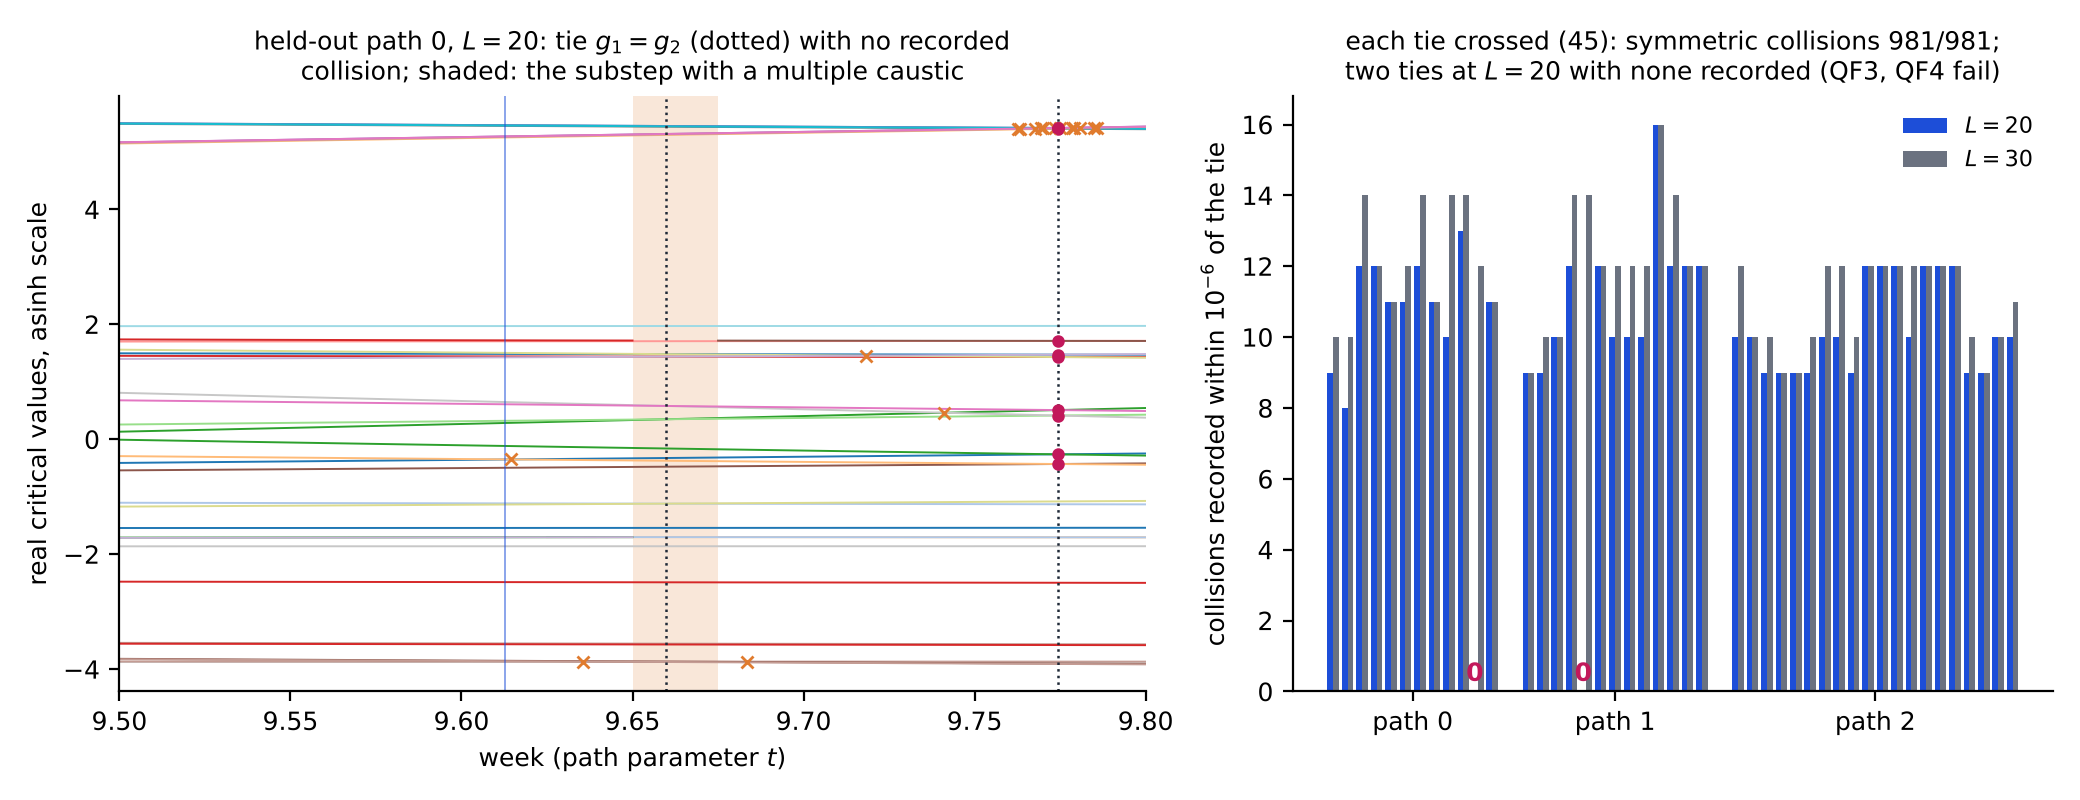 held-out path 0, L = 20: tie g₁ = g₂ (dotted) with no recorded
collision; shaded: the substep with a multiple caustic
real critical values, asinh scale
4
2
0
−2
−4
9.50 9.55 9.60 9.65 9.70 9.75 9.80
week (path parameter t)
each tie crossed (45): symmetric collisions 981/981;
two ties at L = 20 with none recorded (QF3, QF4 fail)
collisions recorded within 10⁻⁶ of the tie
16
14
12
10
8
6
4
2
0
L = 20
L = 30
0 0
path 0 path 1 path 2